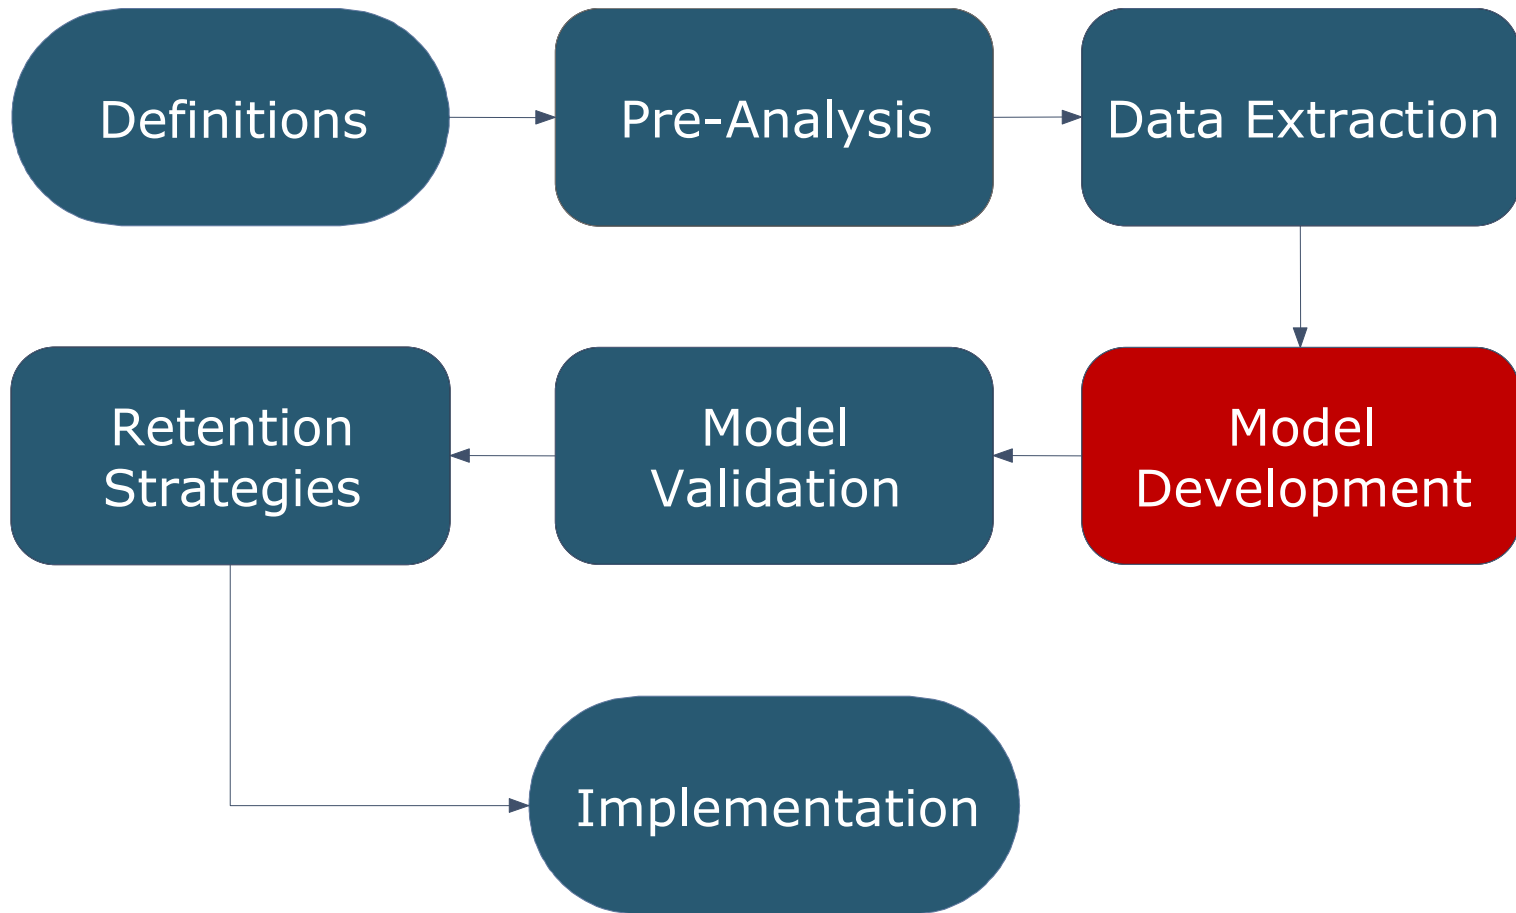 Definitions
Pre-Analysis
Data Extraction
Retention
Strategies
Model
Validation
Model
Development
Implementation